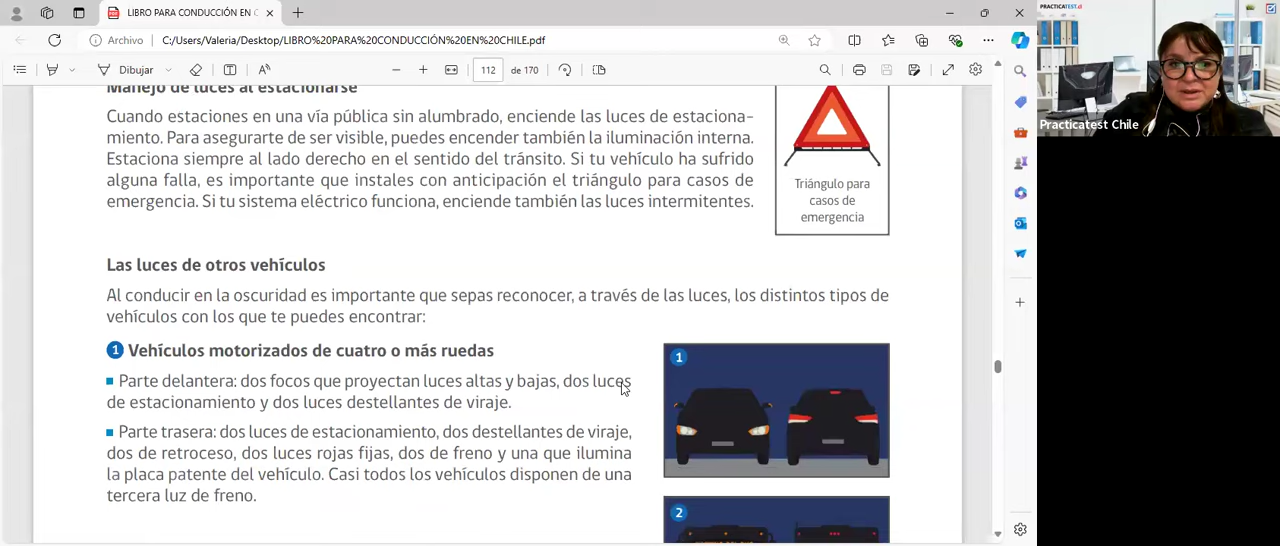 LIBRO PARA CONDUCCIÓN EN C
Archivo
C:/Users/Valeria/Desktop/LIBRO%20PARA%20CONDUCCIÓN%20EN%20CHILE.pdf
Dibujar
112
de 170
PRACTICATEST.cl
Practicatest Chile
Manejo de luces al estacionarse
Cuando estaciones en una vía pública sin alumbrado, enciende las luces de estaciona-
miento. Para asegurarte de ser visto, puedes encender también la iluminación interna.
Estaciona siempre al lado derecho en el sentido del tránsito. Si tu vehículo ha sufrido
alguna falla, es importante que instales con anticipación el triángulo para casos de
emergencia. Si tu sistema eléctrico funciona, enciende también las luces intermitentes.
Triángulo para
casos de
emergencia
Las luces de otros vehículos
Al conducir en la oscuridad es importante que sepas reconocer, a través de las luces, los distintos tipos de
vehículos con los que te puedes encontrar:
1 Vehículos motorizados de cuatro o más ruedas
Parte delantera: dos focos que proyectan luces altas y bajas, dos luces
de estacionamiento y dos luces destellantes de viraje.
Parte trasera: dos luces de estacionamiento, dos destellantes de viraje,
dos de retroceso, dos luces rojas fijas, dos de freno y una que ilumina
la placa patente del vehículo. Casi todos los vehículos disponen de una
tercera luz de freno.
1
2